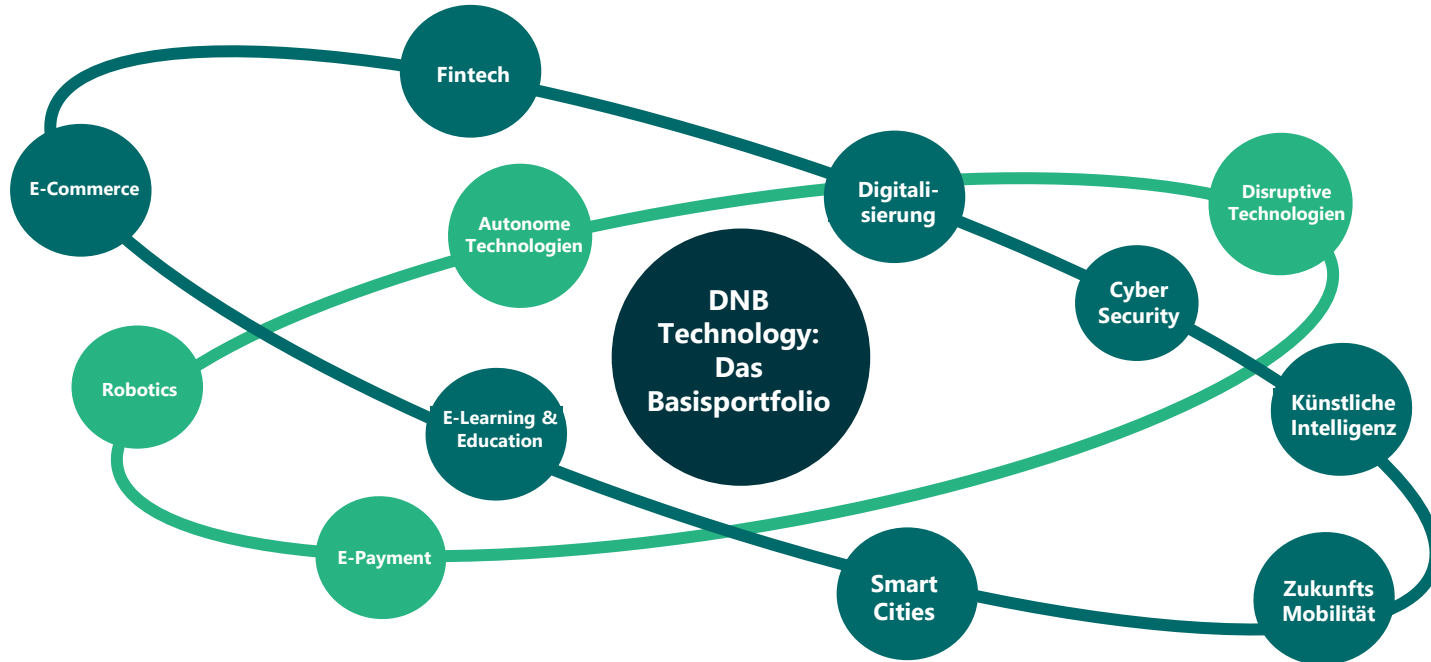 Fintech
E-Commerce
Digitali-
sierung
Disruptive
Technologien
Autonome
Technologien
DNB
Technology:
Das
Basisportfolio
Cyber
Security
Robotics
E-Learning &
Education
Künstliche
Intelligenz
E-Payment
Smart
Cities
Zukunfts
Mobilität